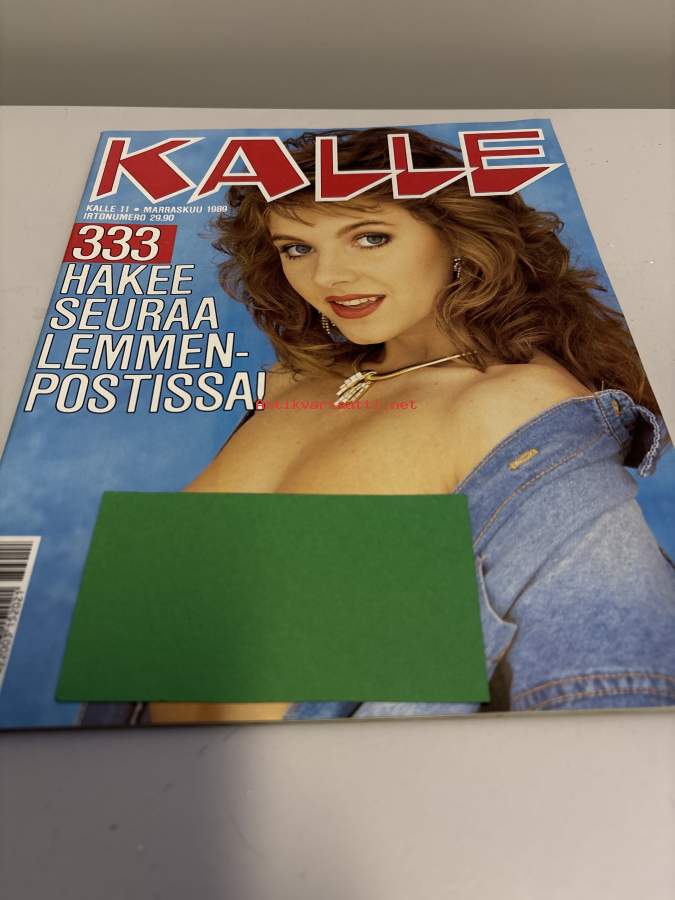 KALLE
KALLE 11 • MARRASKUU 1989
IRTONUMERO 29,90
333
HAKEE
SEURAA
LEMMEN-
POSTISSA!
Antikvariaatti.net